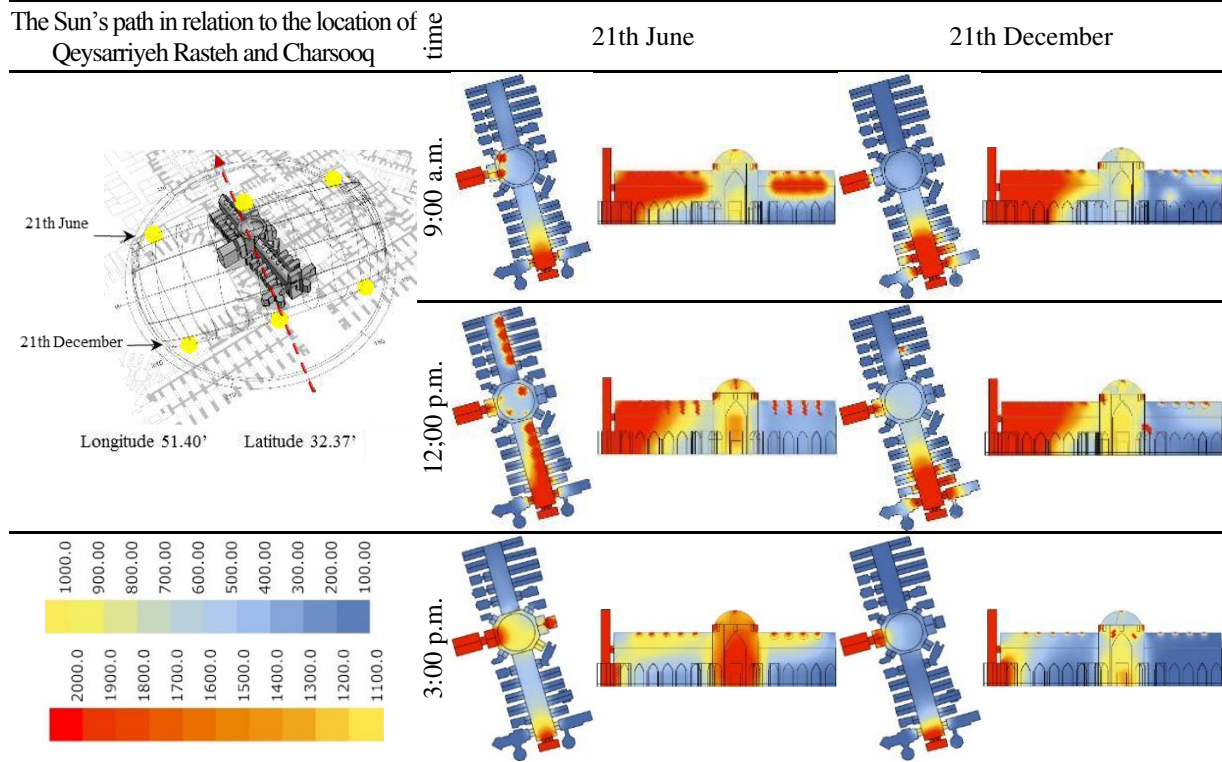 The Sun’s path in relation to the location of
Qeysarriyeh Rasteh and Charsooq
time
21th June
21th December
9:00 a.m.
21th June
21th December
Longitude 51.40’ Latitude 32.37’
12;00 p.m.
3:00 p.m.
1000.0
900.00
800.00
700.00
600.00
500.00
400.00
300.00
200.00
100.00
2000.0
1900.0
1800.0
1700.0
1600.0
1500.0
1400.0
1300.0
1200.0
1100.0